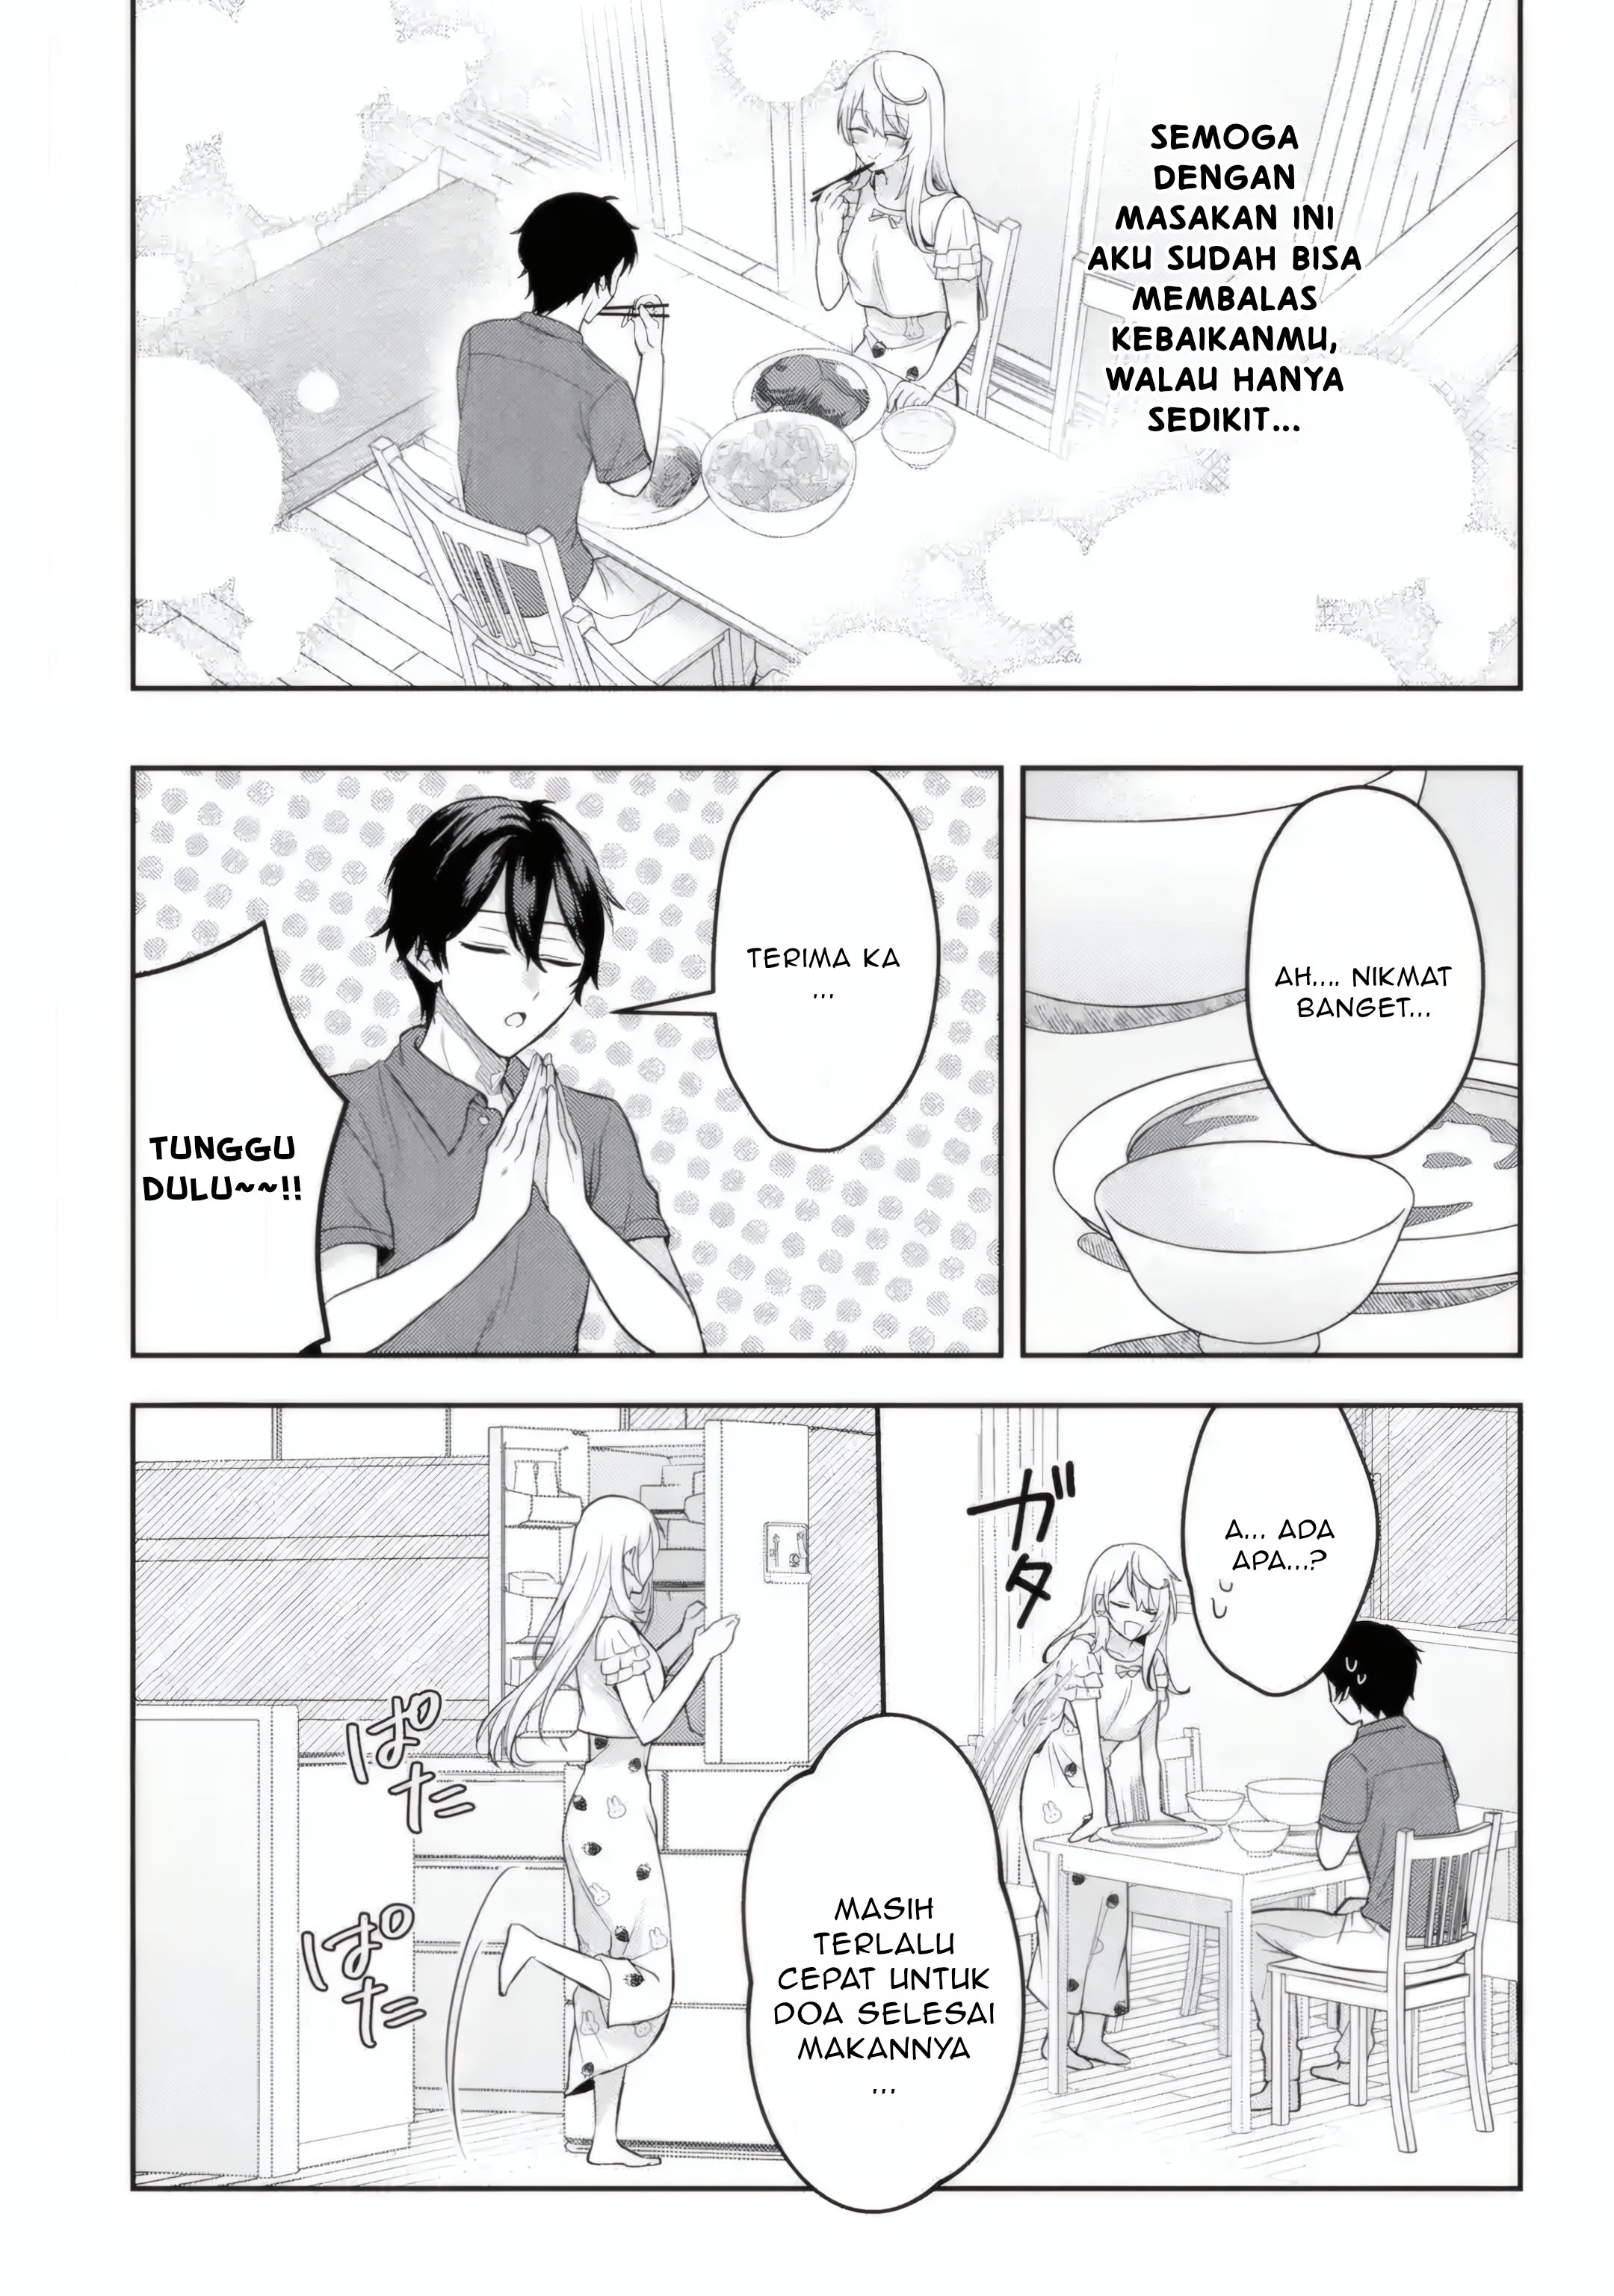 SEMOGA
DENGAN
MASAKAN INI
AKU SUDAH BISA
MEMBALAS
KEBAIKANMU,
WALAU HANYA
SEDIKIT...
AH.... NIKMAT
BANGET...
TERIMA KA
...
TUNGGU
DULU~~!!
A... ADA
APA...?
ガタ
MASIH
TERLALU
CEPAT UNTUK
DOA SELESAI
MAKANNYA
...
ぱた
ぱた